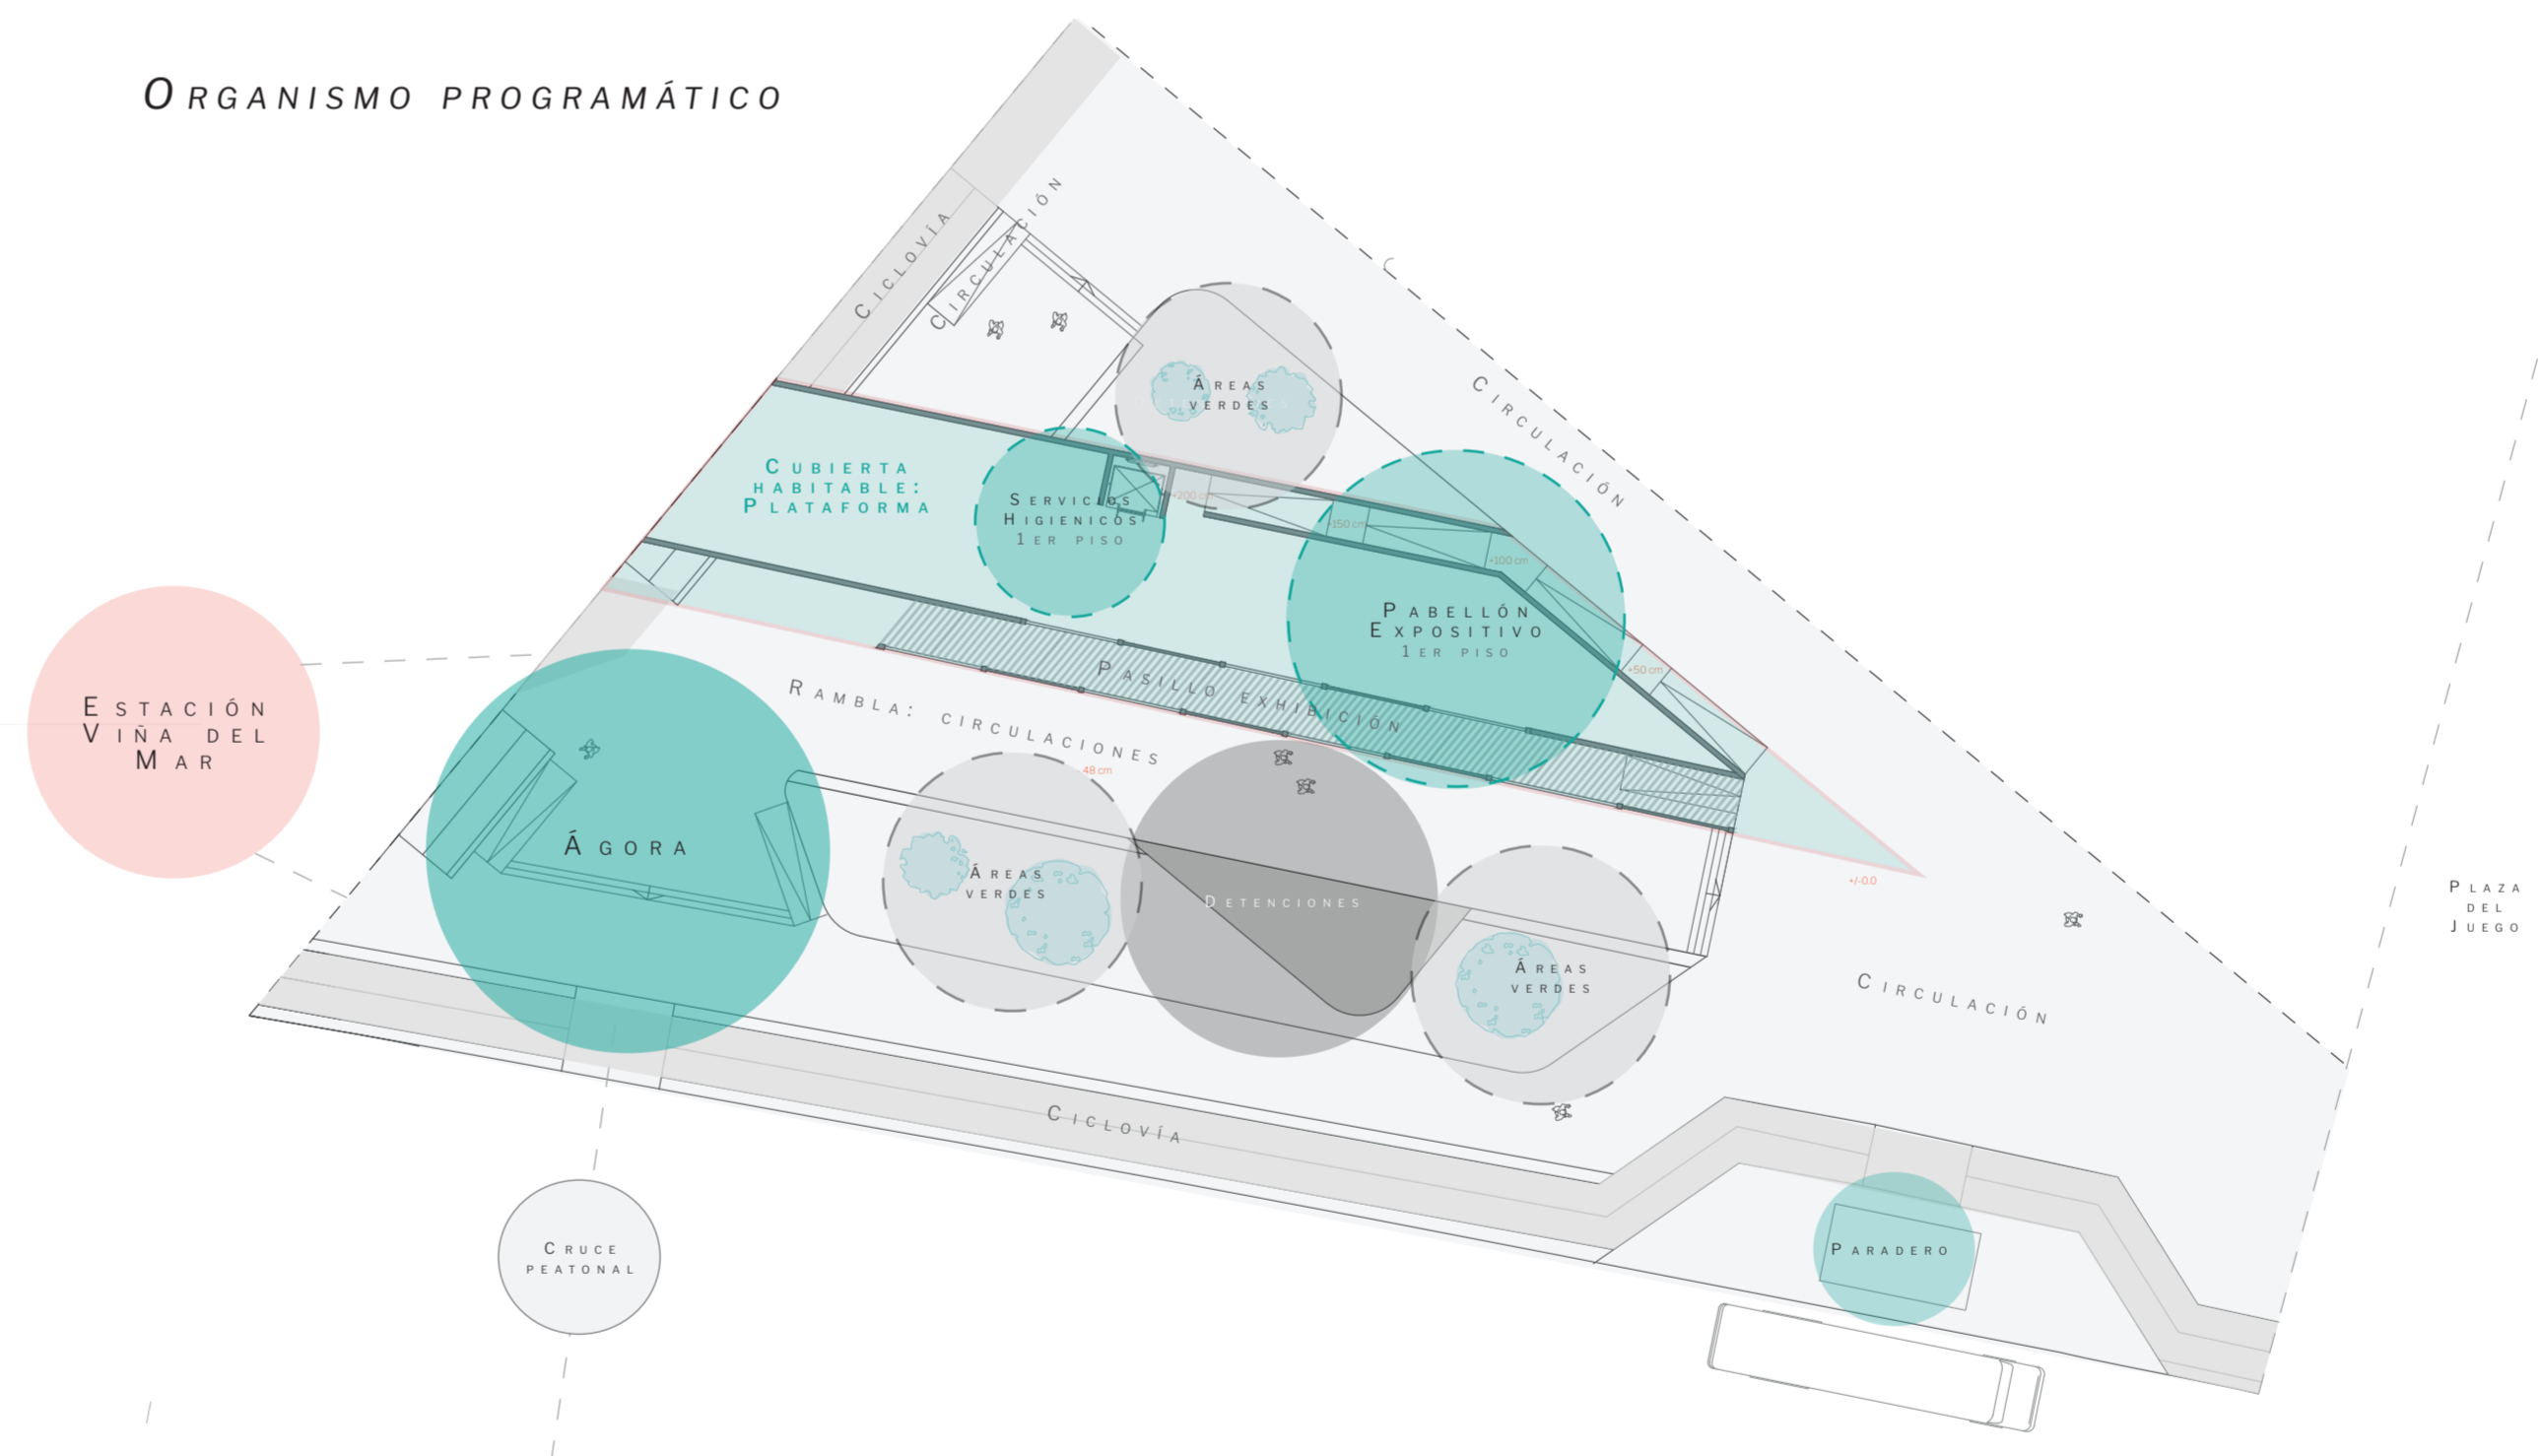 Organismo programático
Ciclovía
Circulación
Áreas
verdes
Circulación
Cubierta
habitable:
Plataforma
Servicios
Higienicos
1er piso
+200 cm
+150 cm
+100 cm
Pabellón
Expositivo
1er piso
+50 cm
Pasillo exhibición
Rambla: circulaciones
48 cm
Estación
Viña del
Mar
Ágora
Áreas
verdes
Detenciones
+/-0.0
Plaza
del
Juego
Áreas
verdes
Circulación
Ciclovía
Cruce
peatonal
Paradero